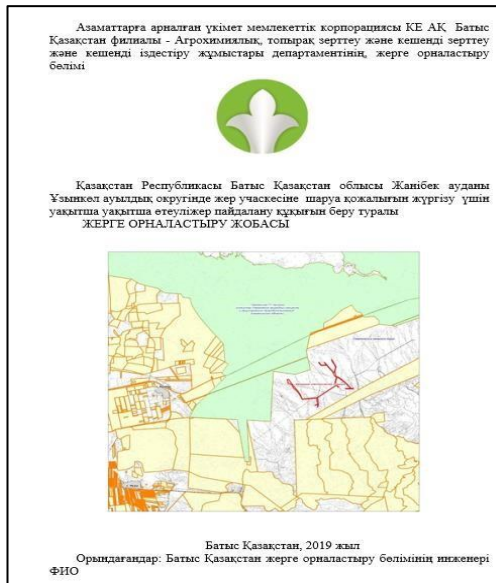 Азаматтарға арналған үкімет мемлекеттік корпорациясы КЕ АҚ Батыс
Қазақстан филиалы - Агрохимиялық, топырақ зерттеу және кешенді зерттеу
және кешенді іздестіру жұмыстары департаментінің, жерге орналастыру
бөлімі
Қазақстан Республикасы Батыс Қазақстан облысы Жәнібек ауданы
Ұзынкөл ауылдық округінде жер учаскесіне шаруа қожалығын жүргізу үшін
уақытша уақытша өтеуліжер пайдалану құқығын беру туралы
ЖЕРГЕ ОРНАЛАСТЫРУ ЖОБАСЫ
Батыс Қазақстан, 2019 жыл
Орындағандар: Батыс Қазақстан жерге орналастыру бөлімінің инженері
ФИО